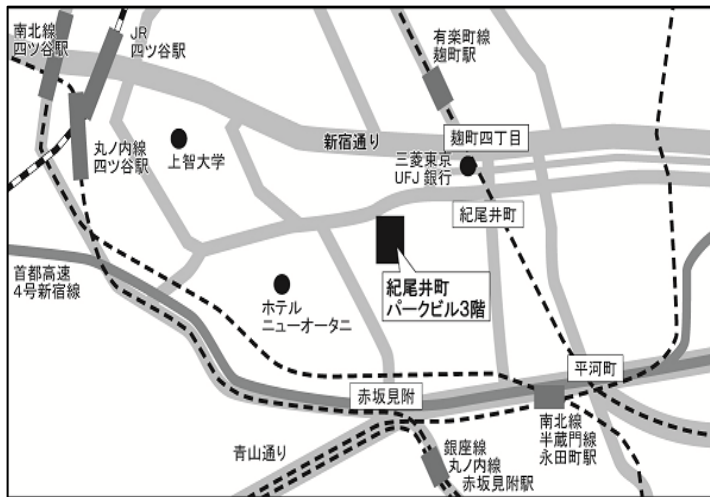 南北線
四ツ谷駅
JR
四ツ谷駅
有楽町線
麹町駅
丸ノ内線
四ツ谷駅
上智大学
新宿通り
麹町四丁目
三菱東京
UFJ 銀行
紀尾井町
首都高速
4号新宿線
ホテル
ニューオータニ
紀尾井町
パークビル3階
平河町
赤坂見附
青山通り
銀座線
丸ノ内線
赤坂見附駅
南北線
半蔵門線
永田町駅